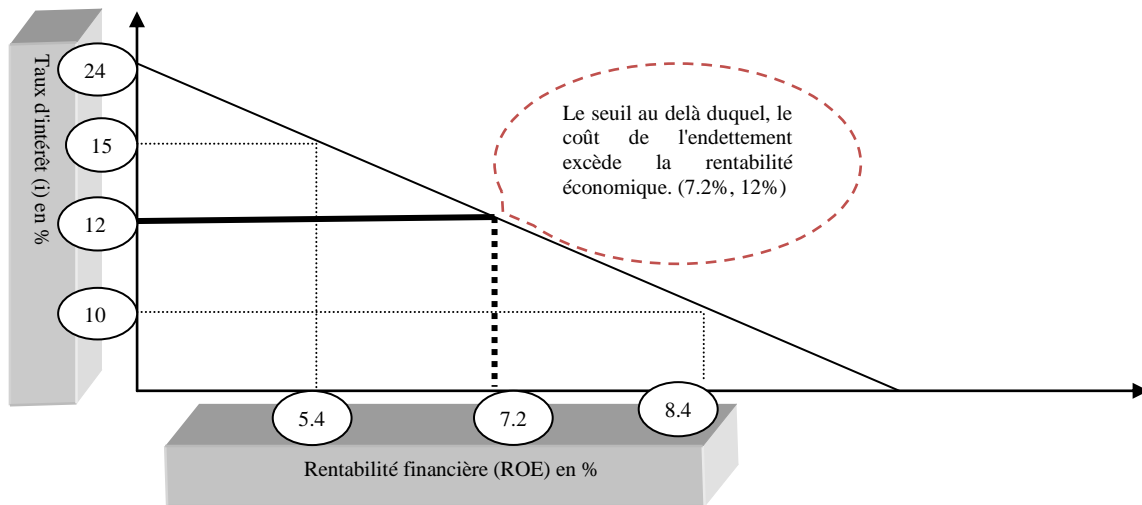 Taux d'intérêt (i) en %
24
15
12
10
Le seuil au delà duquel, le
coût de l'endettement
excède la rentabilité
économique. (7.2%, 12%)
5.4
7.2
8.4
Rentabilité financière (ROE) en %